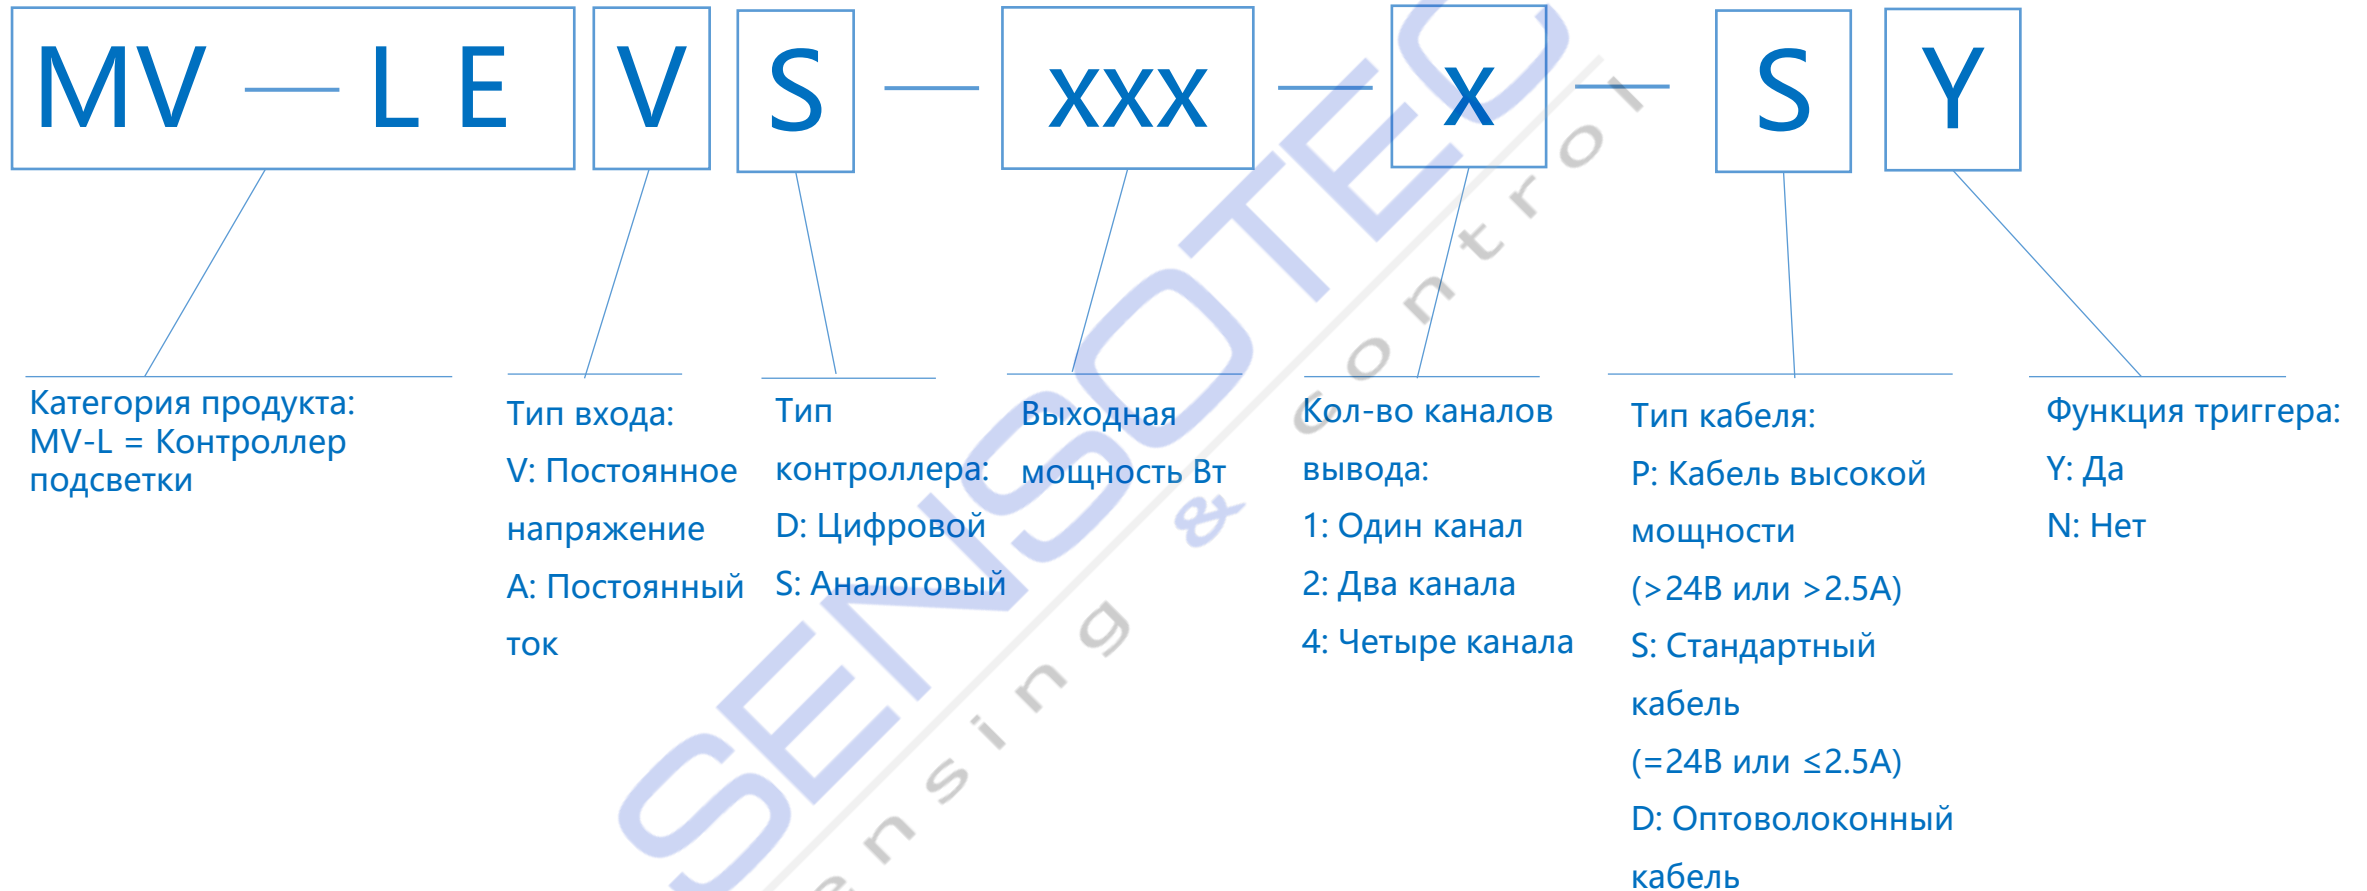 MV — L E V S — xxx — x — S Y
Категория продукта:
MV-L = Контроллер
подсветки
Тип входа:
V: Постоянное
напряжение
A: Постоянный
ток
Тип
контроллера:
D: Цифровой
S: Аналоговый
Выходная
мощность Вт
Кол-во каналов
вывода:
1: Один канал
2: Два канала
4: Четыре канала
Тип кабеля:
P: Кабель высокой
мощности
(>24В или >2.5А)
S: Стандартный
кабель
(=24В или ≤2.5А)
D: Оптоволоконный
кабель
Функция триггера:
Y: Да
N: Нет
SENSOTEC
ensing & control